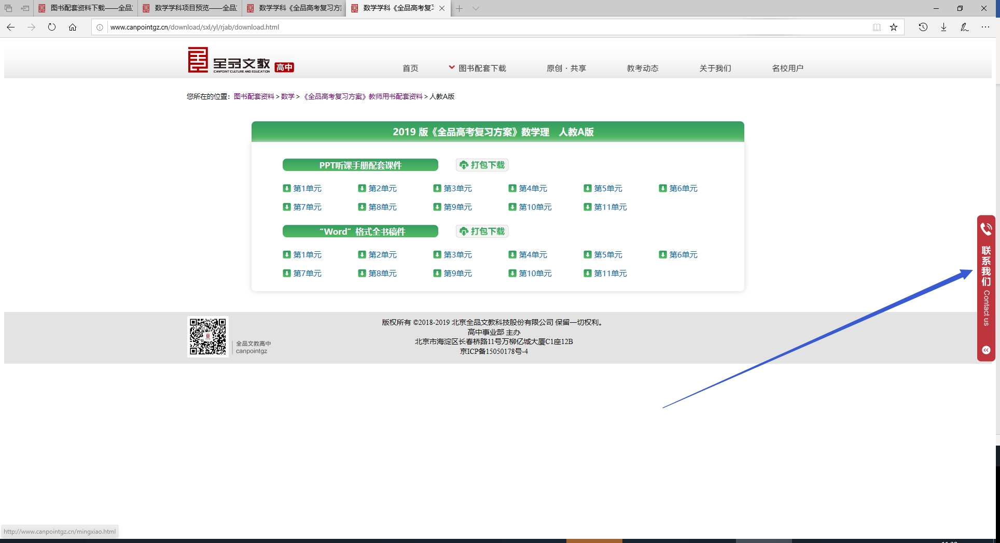 图书配套资料下载——全品
数学学科项目预览——全品
数学学科《全品高考复习方
数学学科《全品高考复
www.canpointgz.cn/download/sxl/yl/rjab/download.html
全品文教 高中
CANPOINT CULTURE AND EDUCATION
首页 图书配套下载 原创·共享 教考动态 关于我们 名校用户
您所在的位置：图书配套资料 > 数学 > 《全品高考复习方案》教师用书配套资料 > 人教A版
2019 版《全品高考复习方案》数学理 人教A版
PPT听课手册配套课件 打包下载
第1单元 第2单元 第3单元 第4单元 第5单元 第6单元
第7单元 第8单元 第9单元 第10单元 第11单元
“Word”格式全书稿件 打包下载
第1单元 第2单元 第3单元 第4单元 第5单元 第6单元
第7单元 第8单元 第9单元 第10单元 第11单元
联系我们 Contact us
版权所有 ©2018-2019 北京全品文教科技股份有限公司 保留一切权利。
高中事业部 主办
北京市海淀区长春桥路11号万柳亿城大厦C1座12B
京ICP备15050178号-4
全品文教高中
canpointgz
http://www.canpointgz.cn/mingxiao.html